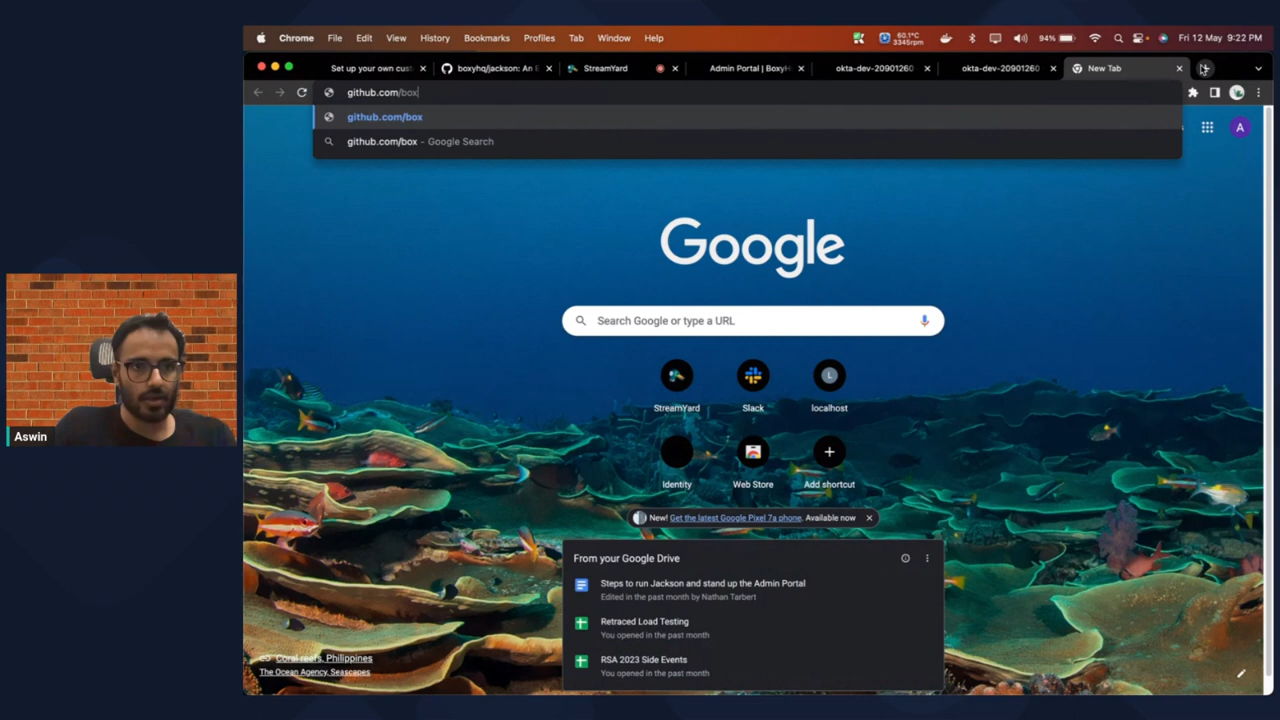 Chrome File Edit View History Bookmarks Profiles Tab Window Help
60.1°C
3345rpm
94%
Fri 12 May 9:22 PM
Set up your own cust
boxyhq/jackson: An E
StreamYard
Admin Portal | BoxyH
okta-dev-20901260
okta-dev-20901260
New Tab
github.com/box
github.com/box
github.com/box - Google Search
A
Google
Search Google or type a URL
StreamYard
Slack
L
localhost
Identity
Web Store
Add shortcut
New! Get the latest Google Pixel 7a phone. Available now
From your Google Drive
Steps to run Jackson and stand up the Admin Portal
Edited in the past month by Nathan Tarbert
Retraced Load Testing
You opened in the past month
RSA 2023 Side Events
You opened in the past month
Coral reefs, Philippines
The Ocean Agency, Seascapes
Aswin